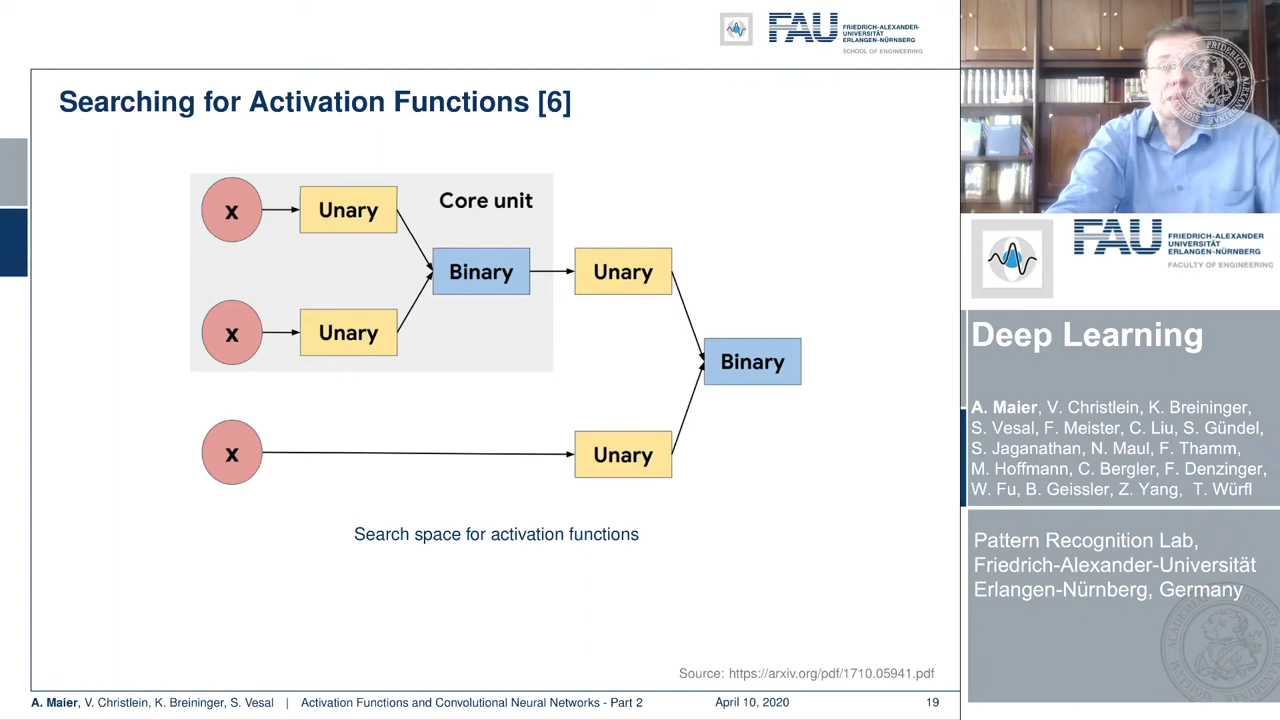 FAU
FRIEDRICH-ALEXANDER-
UNIVERSITÄT
ERLANGEN-NÜRNBERG
SCHOOL OF ENGINEERING
Searching for Activation Functions [6]
x
Unary
Core unit
Binary
Unary
x
Unary
Binary
x
Unary
Search space for activation functions
Source: https://arxiv.org/pdf/1710.05941.pdf
A. Maier, V. Christlein, K. Breininger, S. Vesal | Activation Functions and Convolutional Neural Networks - Part 2 April 10, 2020 19
FAU
FRIEDRICH-ALEXANDER
UNIVERSITÄT
ERLANGEN-NÜRNBERG
FACULTY OF ENGINEERING
Deep Learning
A. Maier, V. Christlein, K. Breininger,
S. Vesal, F. Meister, C. Liu, S. Gündel,
S. Jaganathan, N. Maul, F. Thamm,
M. Hoffmann, C. Bergler, F. Denzinger,
W. Fu, B. Geissler, Z. Yang, T. Würfl
Pattern Recognition Lab,
Friedrich-Alexander-Universität
Erlangen-Nürnberg, Germany